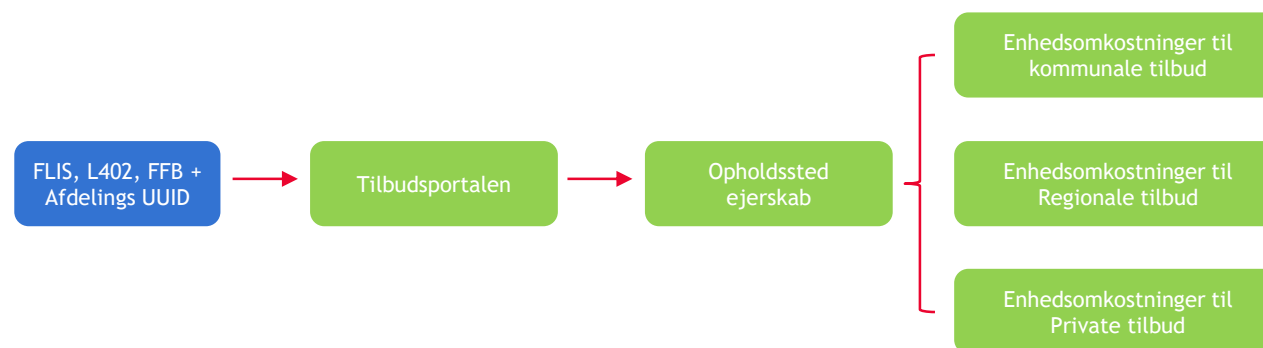 FLIS, L402, FFB +
Afdelings UUID
Tilbudsportalen
Opholdssted
ejerskab
Enhedsomkostninger til
kommunale tilbud
Enhedsomkostninger til
Regionale tilbud
Enhedsomkostninger til
Private tilbud